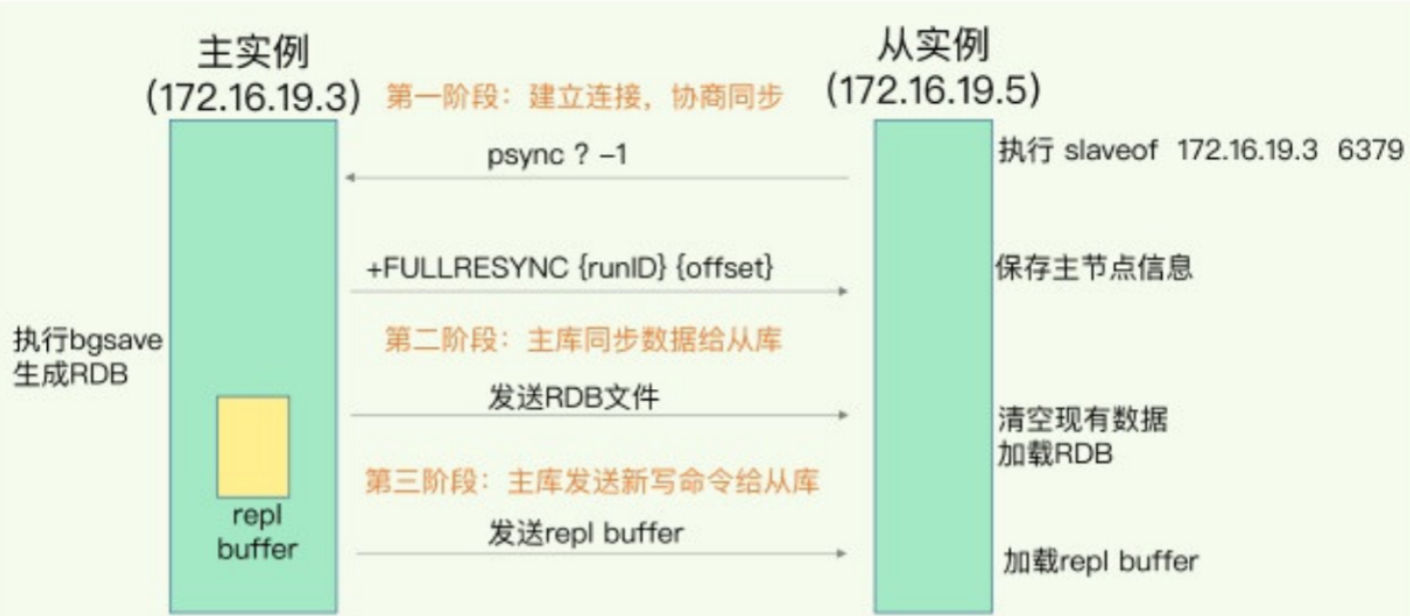 主实例
(172.16.19.3)
从实例
(172.16.19.5)
第一阶段：建立连接，协商同步
psync ? -1
执行 slaveof 172.16.19.3 6379
+FULLRESYNC {runID} {offset}
保存主节点信息
执行bgsave
生成RDB
第二阶段：主库同步数据给从库
发送RDB文件
清空现有数据
加载RDB
第三阶段：主库发送新写命令给从库
repl
buffer
发送repl buffer
加载repl buffer